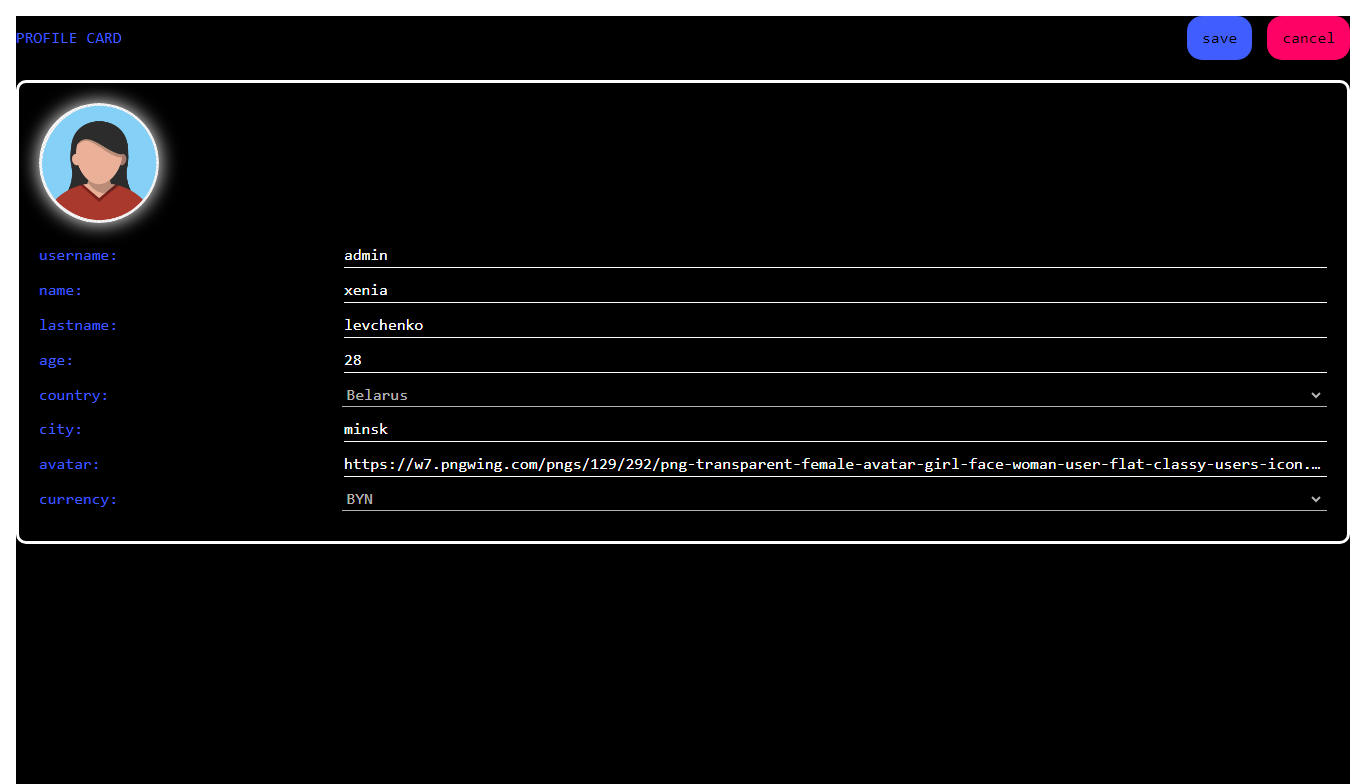 PROFILE CARD save cancel
username: admin
name: xenia
lastname: levchenko
age: 28
country: Belarus
city: minsk
avatar: https://w7.pngwing.com/pngs/129/292/png-transparent-female-avatar-girl-face-woman-user-flat-classy-users-icon.…
currency: BYN